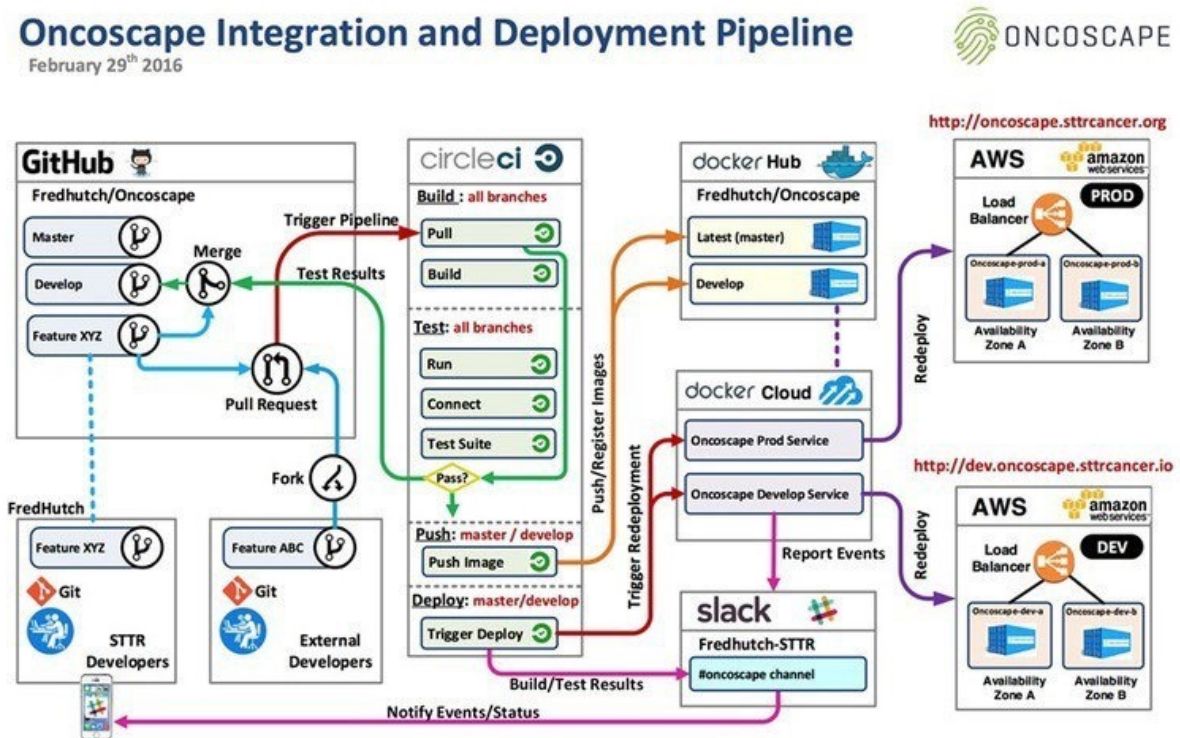 Oncoscape Integration and Deployment Pipeline
February 29th 2016
ONCOSCAPE
GitHub
Fredhutch/Oncoscape
Master
Develop
Feature XYZ
Merge
Pull Request
Trigger Pipeline
Test Results
Fork
FredHutch
Feature XYZ
Git
STTR
Developers
Feature ABC
Git
External
Developers
circleci
Build : all branches
Pull
Build
Test: all branches
Run
Connect
Test Suite
Pass?
Push: master / develop
Push Image
Deploy: master/develop
Trigger Deploy
Build/Test Results
Notify Events/Status
Push/Register Images
Trigger Redeployment
docker Hub
Fredhutch/Oncoscape
Latest (master)
Develop
docker Cloud
Oncoscape Prod Service
Oncoscape Develop Service
Report Events
slack
Fredhutch-STTR
#oncoscape channel
Redeploy
Redeploy
http://oncoscape.sttrcancer.org
AWS
amazon
webservices
PROD
Load
Balancer
Oncoscape-prod-a
Oncoscape-prod-b
Availability
Zone A
Availability
Zone B
http://dev.oncoscape.sttrcancer.io
AWS
amazon
webservices
DEV
Load
Balancer
Oncoscape-dev-a
Oncoscape-dev-b
Availability
Zone A
Availability
Zone B